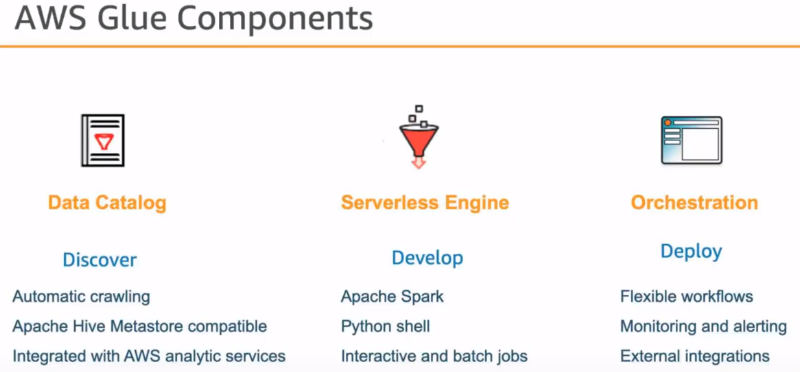 AWS Glue Components
Data Catalog
Discover
Automatic crawling
Apache Hive Metastore compatible
Integrated with AWS analytic services
Serverless Engine
Develop
Apache Spark
Python shell
Interactive and batch jobs
Orchestration
Deploy
Flexible workflows
Monitoring and alerting
External integrations